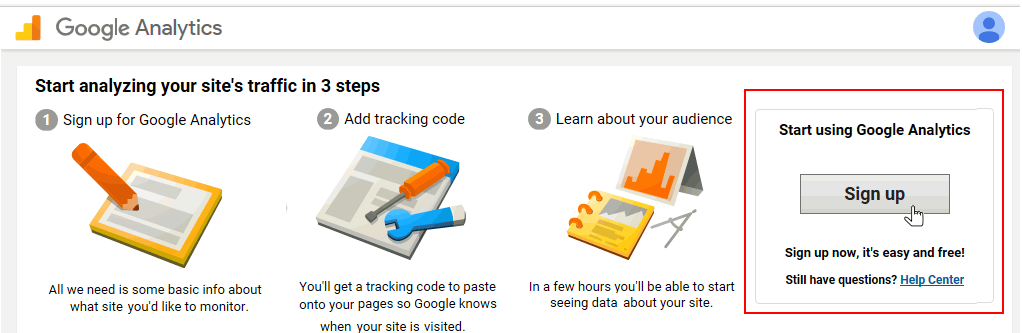 Google Analytics
Start analyzing your site's traffic in 3 steps
1 Sign up for Google Analytics
All we need is some basic info about
what site you'd like to monitor.
2 Add tracking code
You'll get a tracking code to paste
onto your pages so Google knows
when your site is visited.
3 Learn about your audience
In a few hours you'll be able to start
seeing data about your site.
Start using Google Analytics
Sign up
Sign up now, it's easy and free!
Still have questions? Help Center